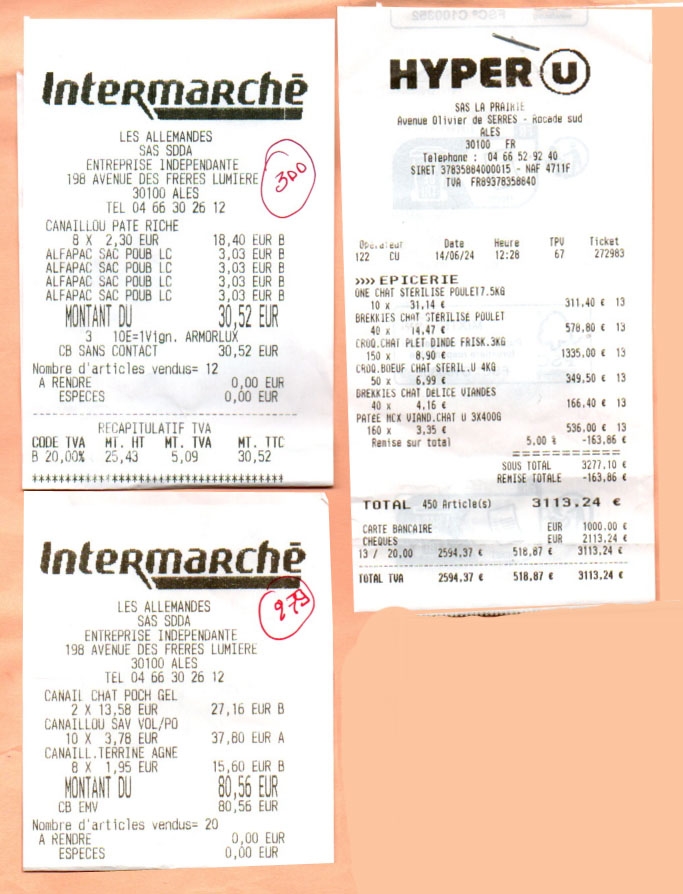 Intermarché
LES ALLEMANDES
SAS SDDA
ENTREPRISE INDEPENDANTE
198 AVENUE DES FRERES LUMIERE
30100 ALES
TEL 04 66 30 26 12
300
CANAILLOU PATE RICHE
8 X 2,30 EUR 18,40 EUR B
ALFAPAC SAC POUB LC 3,03 EUR B
ALFAPAC SAC POUB LC 3,03 EUR B
ALFAPAC SAC POUB LC 3,03 EUR B
ALFAPAC SAC POUB LC 3,03 EUR B
MONTANT DU 30,52 EUR
3 10E=1Vign. ARMORLUX
CB SANS CONTACT 30,52 EUR
Nombre d'articles vendus= 12
A RENDRE 0,00 EUR
ESPECES 0,00 EUR
RECAPITULATIF TVA
CODE TVA MT. HT MT. TVA MT. TTC
B 20,00% 25,43 5,09 30,52
****************************************
Intermarché
LES ALLEMANDES
SAS SDDA
ENTREPRISE INDEPENDANTE
198 AVENUE DES FRERES LUMIERE
30100 ALES
TEL 04 66 30 26 12
279
CANAIL CHAT POCH GEL
2 X 13,58 EUR 27,16 EUR B
CANAILLOU SAV VOL/PO
10 X 3,78 EUR 37,80 EUR A
CANAILL.TERRINE AGNE
8 X 1,95 EUR 15,60 EUR B
MONTANT DU 80,56 EUR
CB EMV 80,56 EUR
Nombre d'articles vendus= 20
A RENDRE 0,00 EUR
ESPECES 0,00 EUR
FSC® C100352
HYPER U
SAS LA PRAIRIE
Avenue Olivier de SERRES - Rocade sud
ALES
30100 FR
Telephone : 04 66 52 92 40
SIRET 37835884000015 - NAF 4711F
TVA FR89378358840
Operateur Date Heure TPV Ticket
122 CU 14/06/24 12:28 67 272983
>>>> EPICERIE
ONE CHAT STERILISE POULET7.5KG
10 x 31,14 € 311,40 € 13
BREKKIES CHAT STERILISE POULET
40 x 14,47 € 578,80 € 13
CROQ.CHAT PLET DINDE FRISK.3KG
150 x 8,90 € 1335,00 € 13
CROQ.BOEUF CHAT STERIL.U 4KG
50 x 6,99 € 349,50 € 13
BREKKIES CHAT DELICE VIANDES
40 x 4,16 € 166,40 € 13
PATEE MCX VIAND.CHAT U 3X400G
160 x 3,35 € 536,00 € 13
Remise sur total 5,00 % -163,86 €
SOUS TOTAL 3277,10 €
REMISE TOTALE -163,86 €
TOTAL 450 Article(s) 3113,24 €
CARTE BANCAIRE EUR 1000,00 €
CHEQUES EUR 2113,24 €
13 / 20,00 2594,37 € 518,87 € 3113,24 €
TOTAL TVA 2594,37 € 518,87 € 3113,24 €